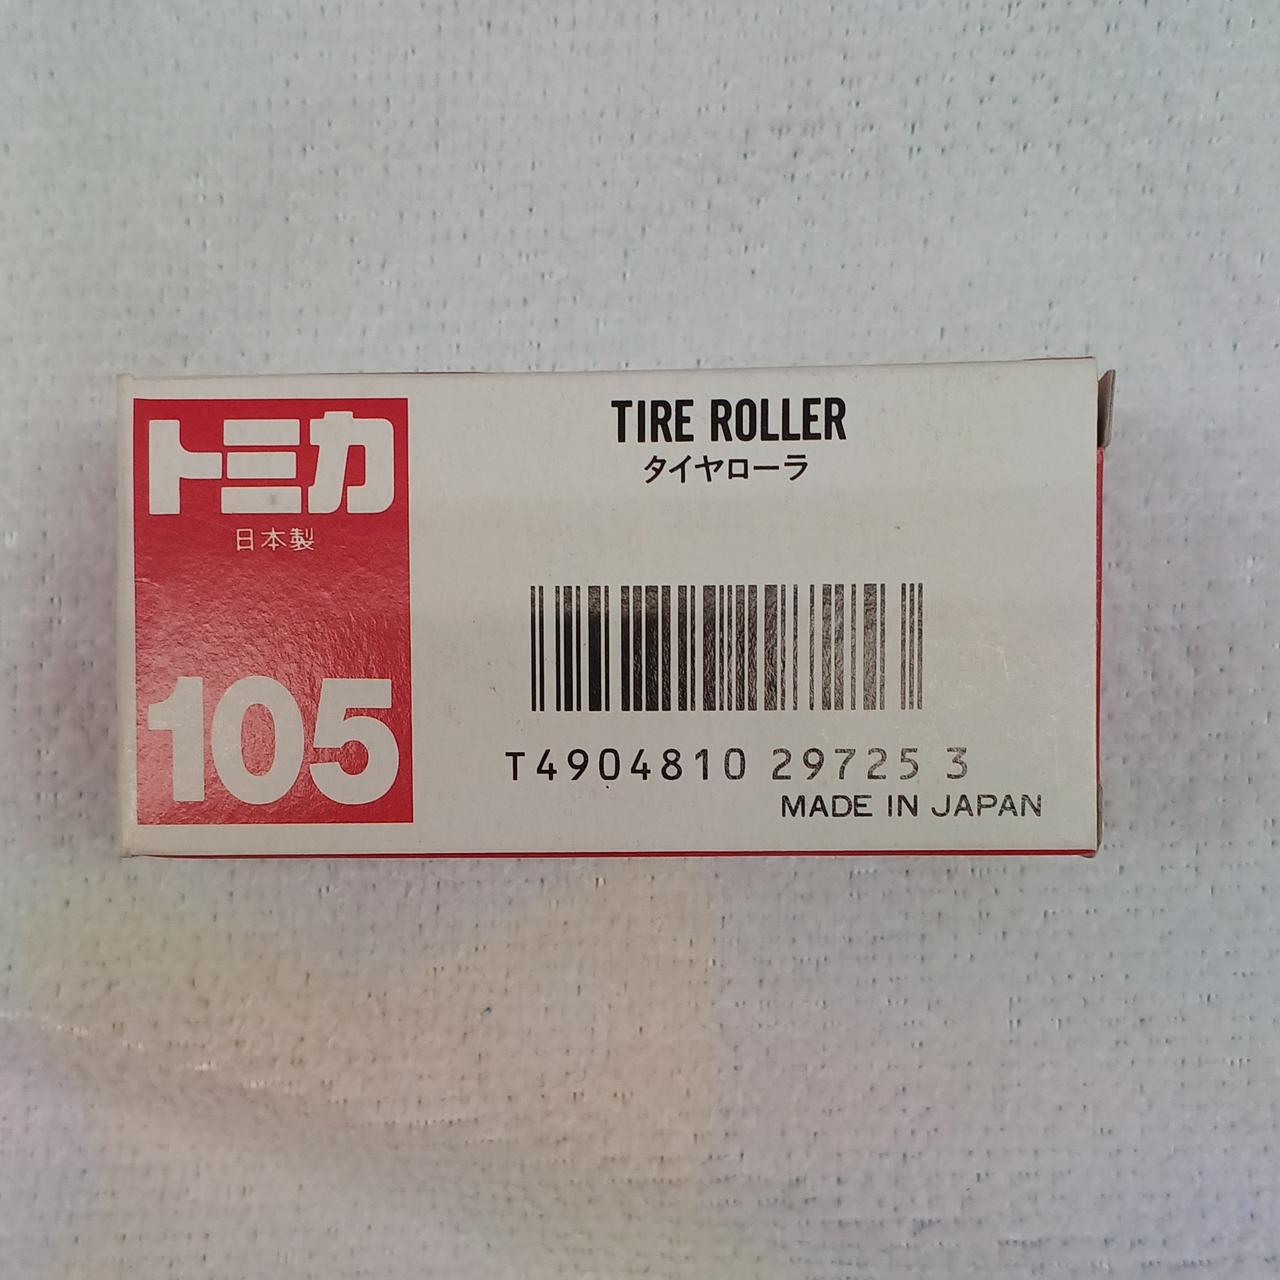 トミカ
日本製
105
TIRE ROLLER
タイヤローラ
T4904810 29725 3
MADE IN JAPAN